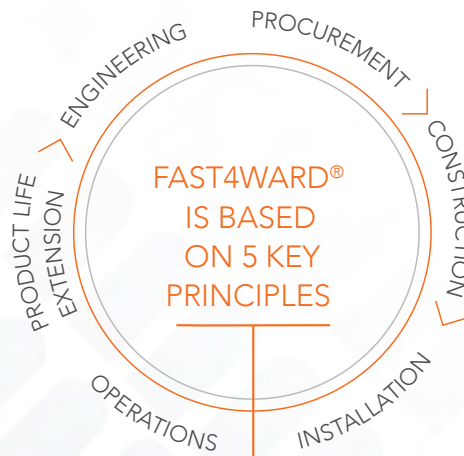 ENGINEERING
PROCUREMENT
CONSTRUCTION
INSTALLATION
OPERATIONS
PRODUCT LIFE
EXTENSION
FAST4WARD®
IS BASED
ON 5 KEY
PRINCIPLES